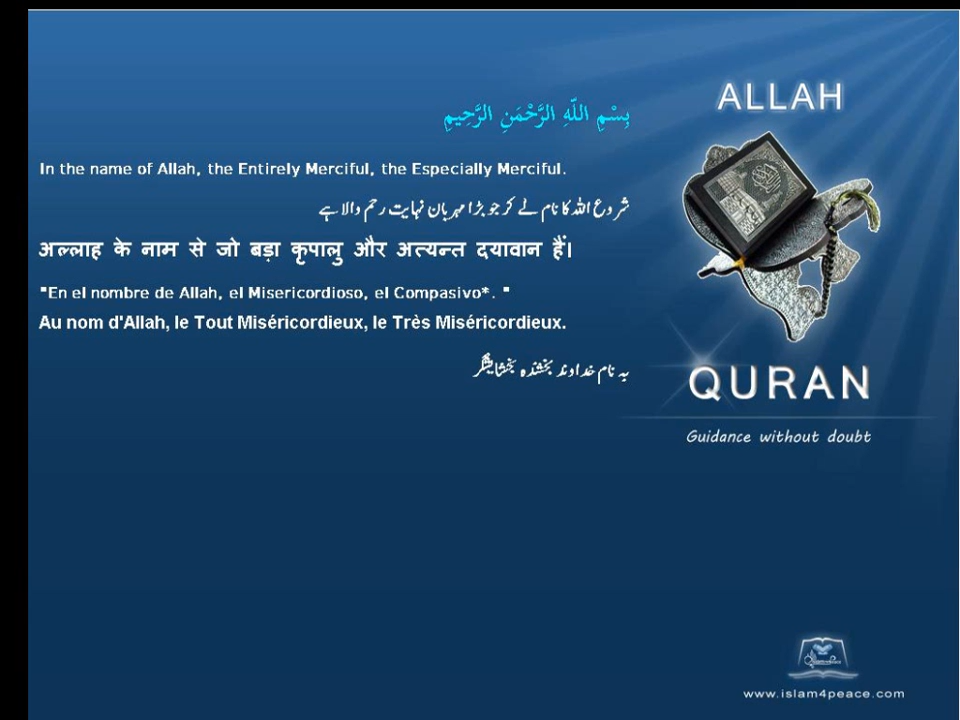 بِسْمِ اللَّهِ الرَّحْمَنِ الرَّحِيمِ
In the name of Allah, the Entirely Merciful, the Especially Merciful.
شروع الله کا نام لے کر جو بڑا مہربان نہایت رحم والا ہے
अल्लाह के नाम से जो बड़ा कृपालु और अत्यन्त दयावान हैं।
"En el nombre de Allah, el Misericordioso, el Compasivo*. "
Au nom d'Allah, le Tout Miséricordieux, le Très Miséricordieux.
به نام خداوند بخشنده بخشایشگر
ALLAH
QURAN
Guidance without doubt
www.islam4peace.com